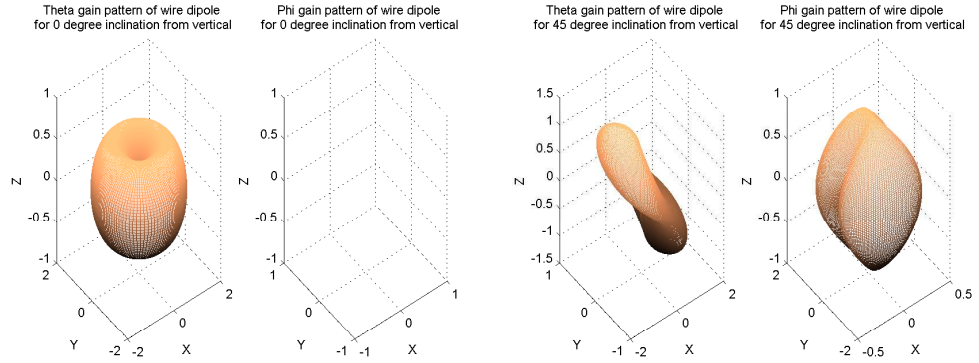 Theta gain pattern of wire dipole
for 0 degree inclination from vertical
Phi gain pattern of wire dipole
for 0 degree inclination from vertical
Theta gain pattern of wire dipole
for 45 degree inclination from vertical
Phi gain pattern of wire dipole
for 45 degree inclination from vertical
1
0.5
0
-0.5
-1
Z
2
0
-2
Y
-2
0
2
X
1
0.5
0
-0.5
-1
Z
1
0
-1
Y
-1
0
1
X
1.5
1
0.5
0
-0.5
-1
-1.5
Z
1
0
-1
Y
-2
0
2
X
1
0.5
0
-0.5
-1
Z
2
0
-2
Y
-0.5
0
0.5
X